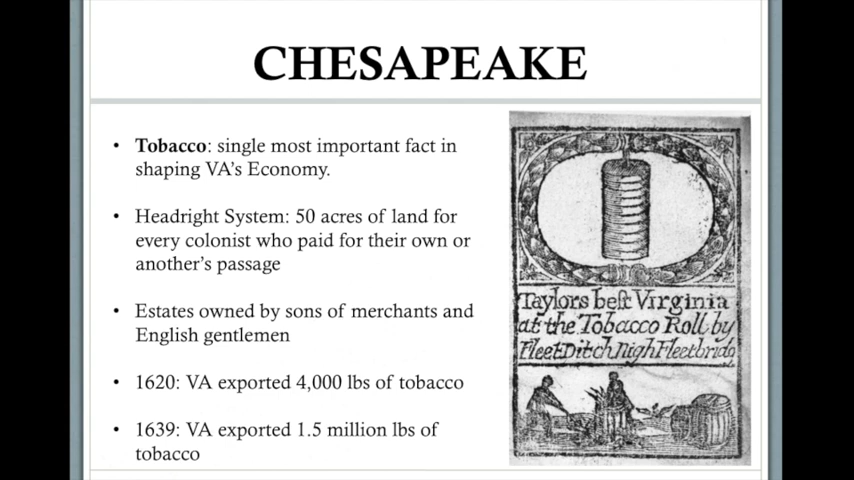 CHESAPEAKE
• Tobacco: single most important fact in
shaping VA's Economy.
• Headright System: 50 acres of land for
every colonist who paid for their own or
another's passage
• Estates owned by sons of merchants and
English gentlemen
• 1620: VA exported 4,000 lbs of tobacco
• 1639: VA exported 1.5 million lbs of
tobacco
Taylors best Virginia
at the Tobacco Roll by
Fleet Ditch nigh Fleetbrid